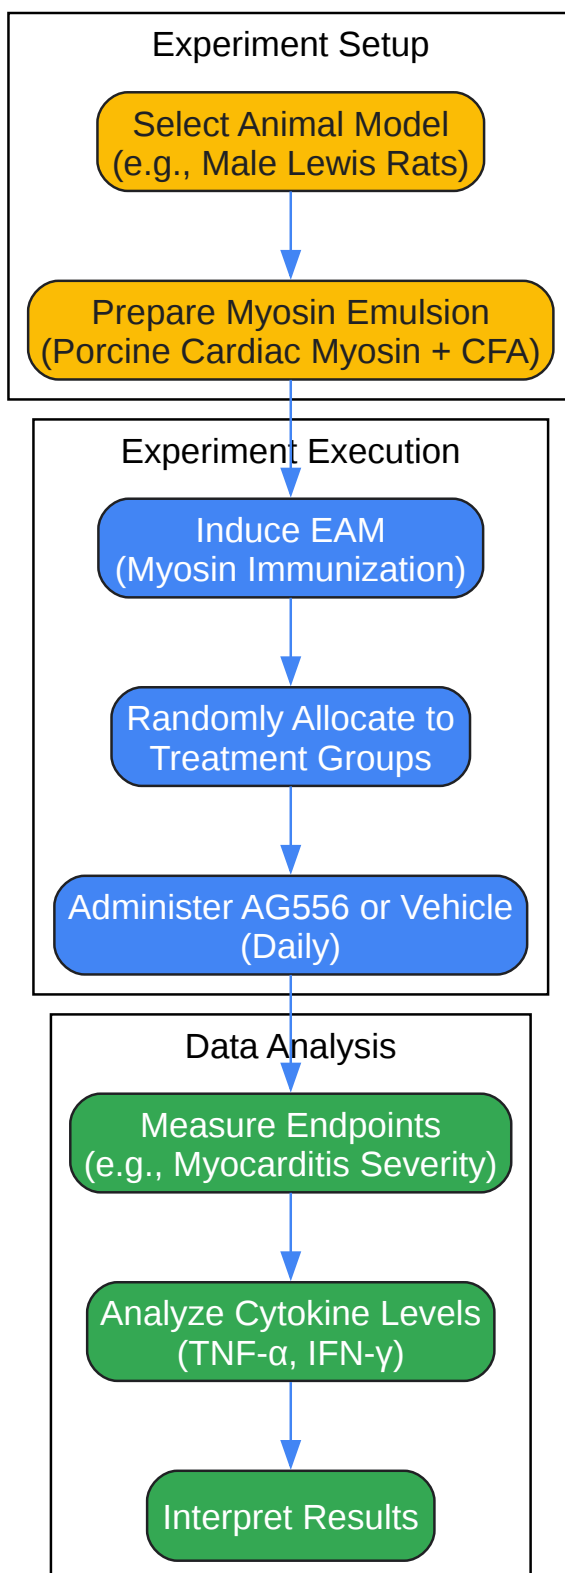 Experiment Setup
Select Animal Model
(e.g., Male Lewis Rats)
Prepare Myosin Emulsion
(Porcine Cardiac Myosin + CFA)
Experiment Execution
Induce EAM
(Myosin Immunization)
Randomly Allocate to
Treatment Groups
Administer AG556 or Vehicle
(Daily)
Data Analysis
Measure Endpoints
(e.g., Myocarditis Severity)
Analyze Cytokine Levels
(TNF-α, IFN-γ)
Interpret Results